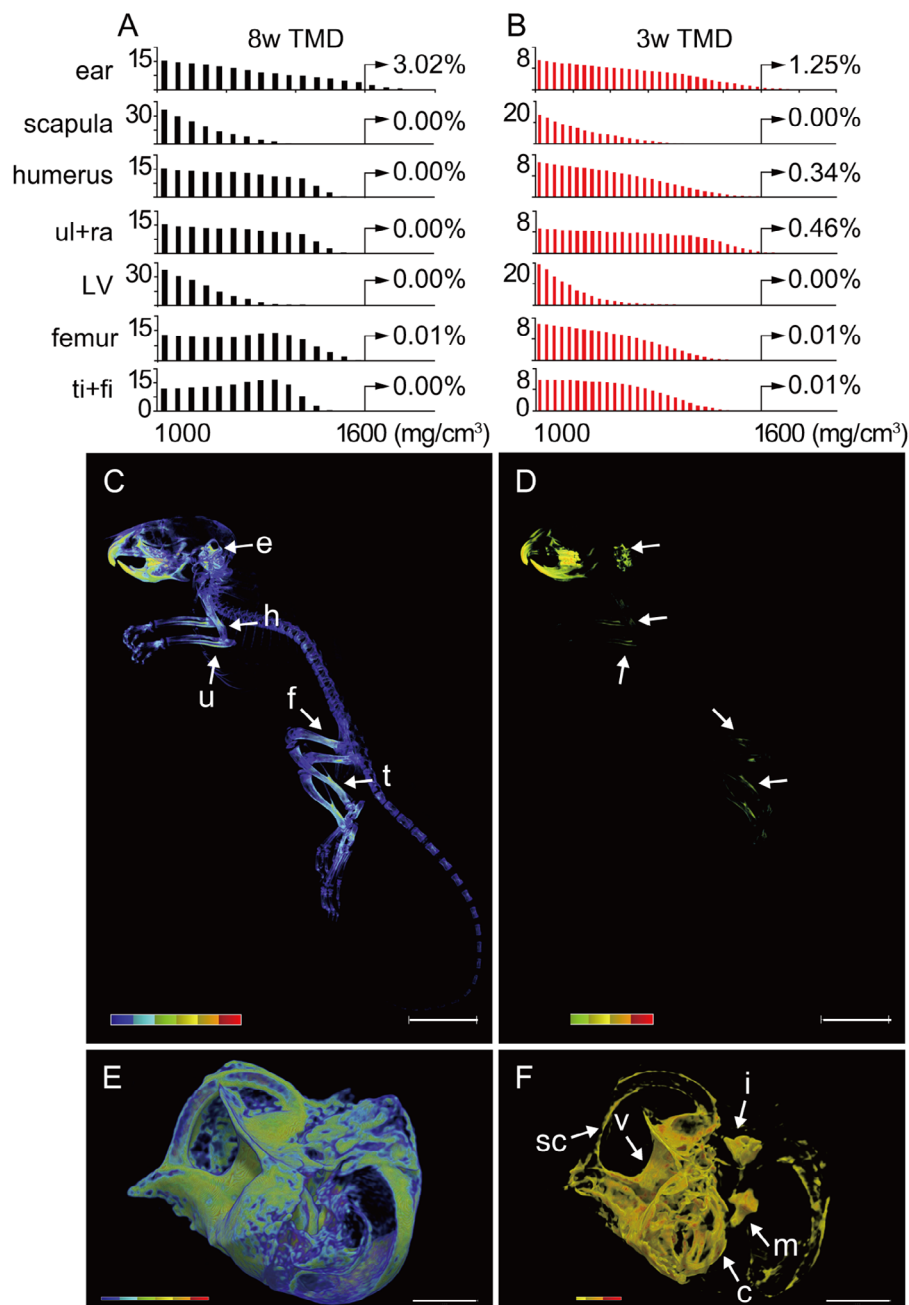 A
8w TMD
B
3w TMD
ear 15 3.02% 8 1.25%
scapula 30 0.00% 20 0.00%
humerus 15 0.00% 8 0.34%
ul+ra 15 0.00% 8 0.46%
LV 30 0.00% 20 0.00%
femur 15 0.01% 8 0.01%
ti+fi 15 0 0.00% 8 0 0.01%
1000 1600 (mg/cm³) 1000 1600 (mg/cm³)
C
D
e
h
u
f
t
E
F
i
v
sc
m
c